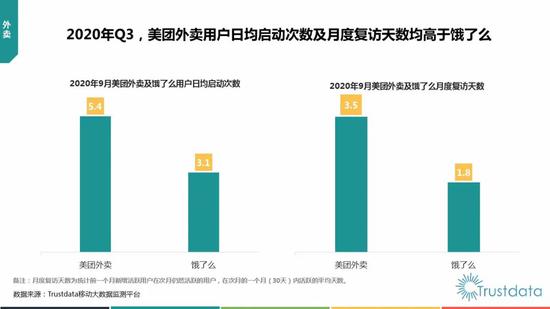 外卖
2020年Q3，美团外卖用户日均启动次数及月度复访天数均高于饿了么
2020年9月美团外卖及饿了么用户日均启动次数
5.4
3.1
美团外卖
饿了么
2020年9月美团外卖及饿了么月度复访天数
3.5
1.8
美团外卖
饿了么
备注：月度复访天数为统计前一个月新增活跃用户在次月仍然活跃的用户，在次月的一个月（30天）内活跃的平均天数。
数据来源：Trustdata移动大数据监测平台
Trustdata